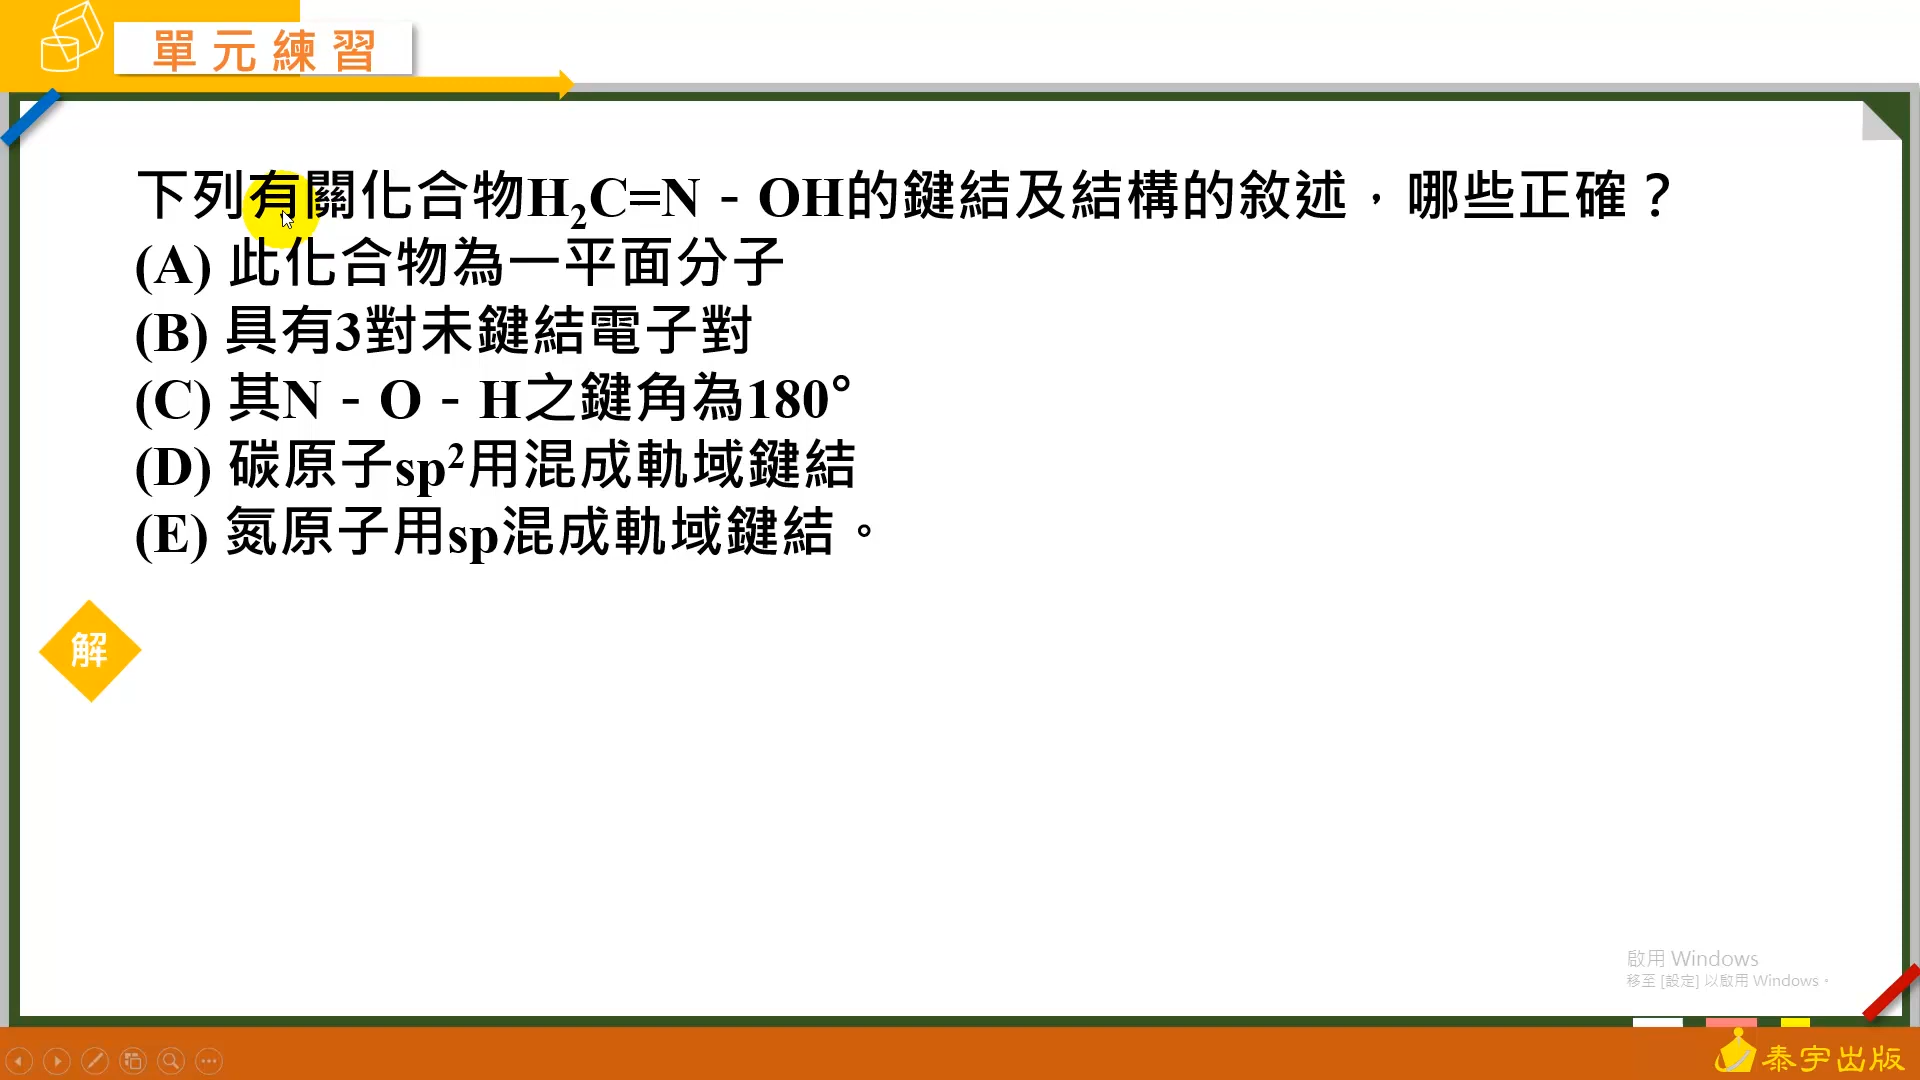 單元練習
下列有關化合物H₂C=N－OH的鍵結及結構的敘述，哪些正確？
(A) 此化合物為一平面分子
(B) 具有3對未鍵結電子對
(C) 其N－O－H之鍵角為180°
(D) 碳原子sp²用混成軌域鍵結
(E) 氮原子用sp混成軌域鍵結。
解
啟用 Windows
移至 [設定] 以啟用 Windows。
泰宇出版